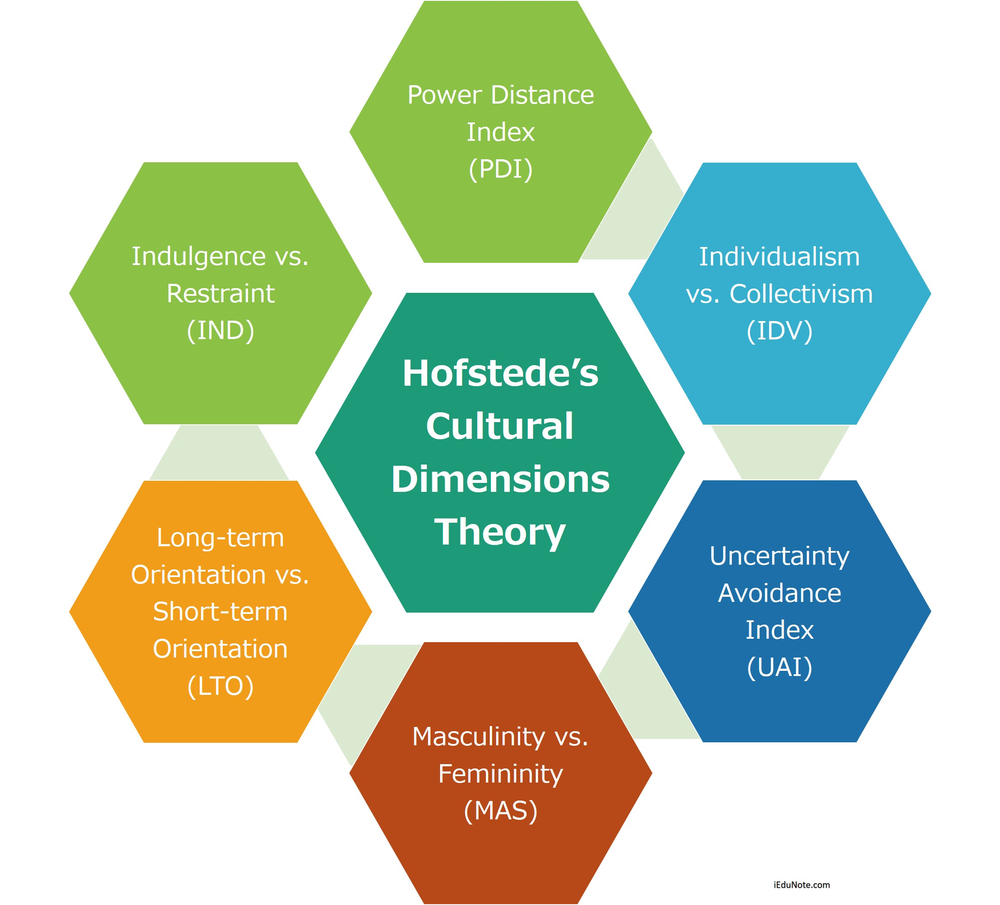 Power Distance
Index
(PDI)
Individualism
vs. Collectivism
(IDV)
Uncertainty
Avoidance
Index
(UAI)
Masculinity vs.
Femininity
(MAS)
Long-term
Orientation vs.
Short-term
Orientation
(LTO)
Indulgence vs.
Restraint
(IND)
Hofstede’s
Cultural
Dimensions
Theory
iEduNote.com